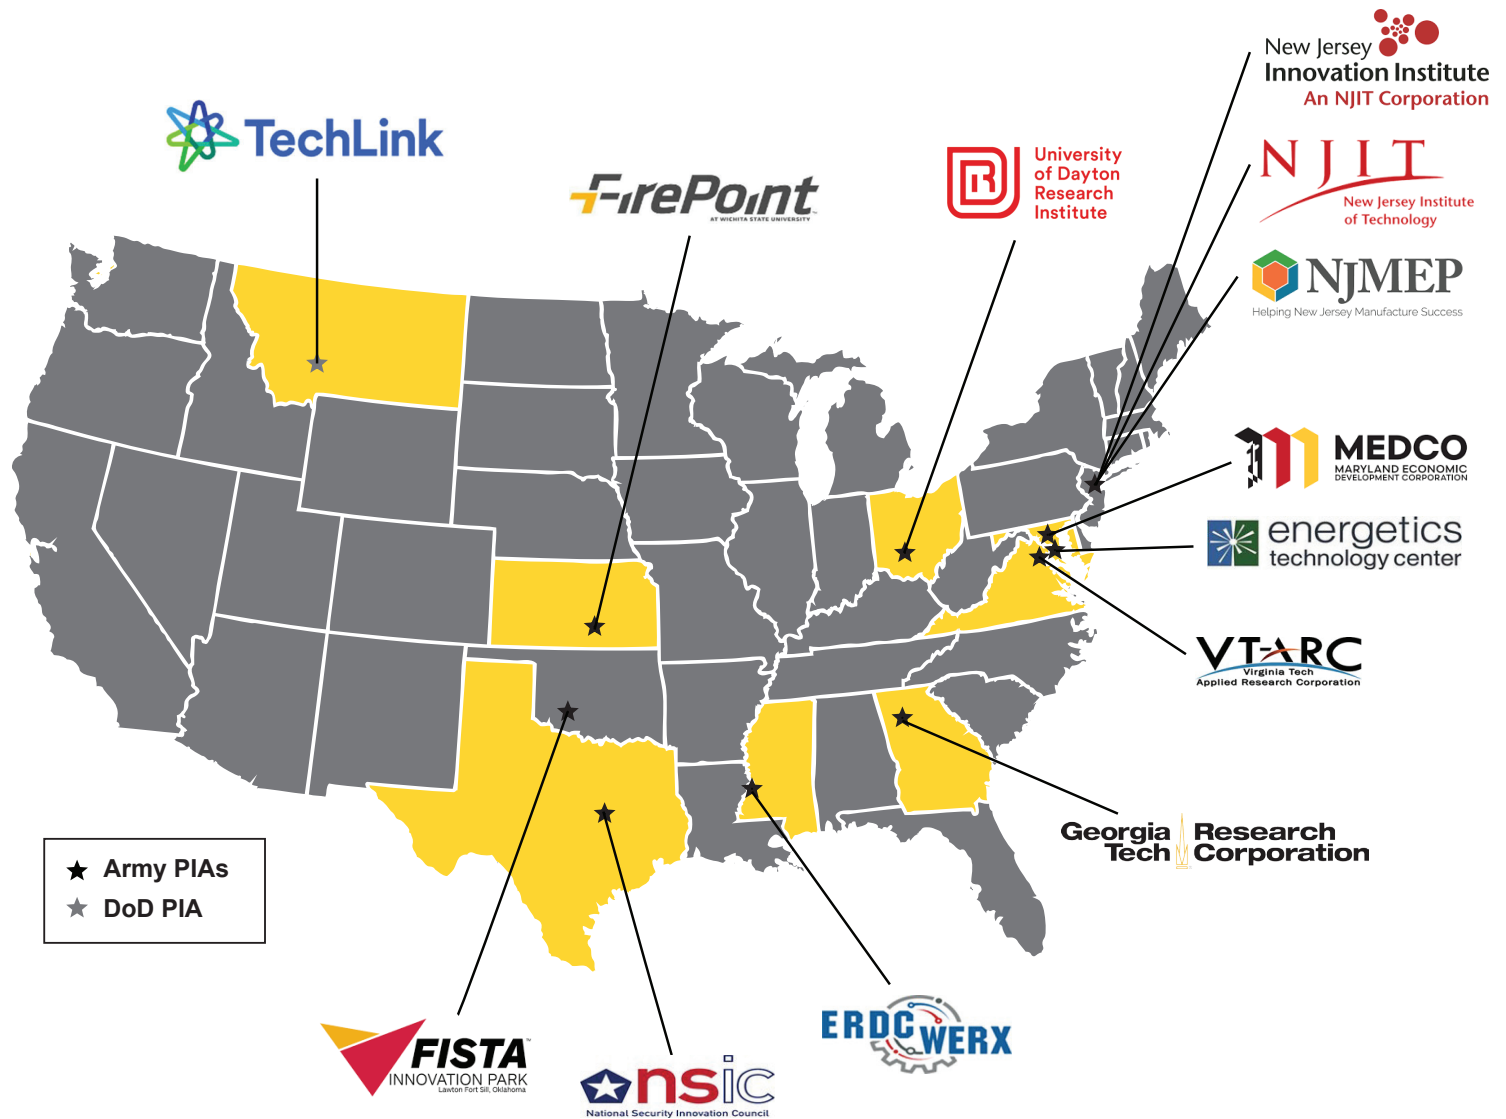 New Jersey
Innovation Institute
An NJIT Corporation
TechLink
NJIT
New Jersey Institute
of Technology
FirePoint
AT WICHITA STATE UNIVERSITY
University
of Dayton
Research
Institute
NJMEP
Helping New Jersey Manufacture Success
MEDCO
MARYLAND ECONOMIC
DEVELOPMENT CORPORATION
energetics
technology center
VT-ARC
Virginia Tech
Applied Research Corporation
Georgia Tech
Research Corporation
Army PIAs
DoD PIA
ERDCWERX
FISTA™
INNOVATION PARK
Lawton Fort Sill, Oklahoma
nsic
National Security Innovation Council